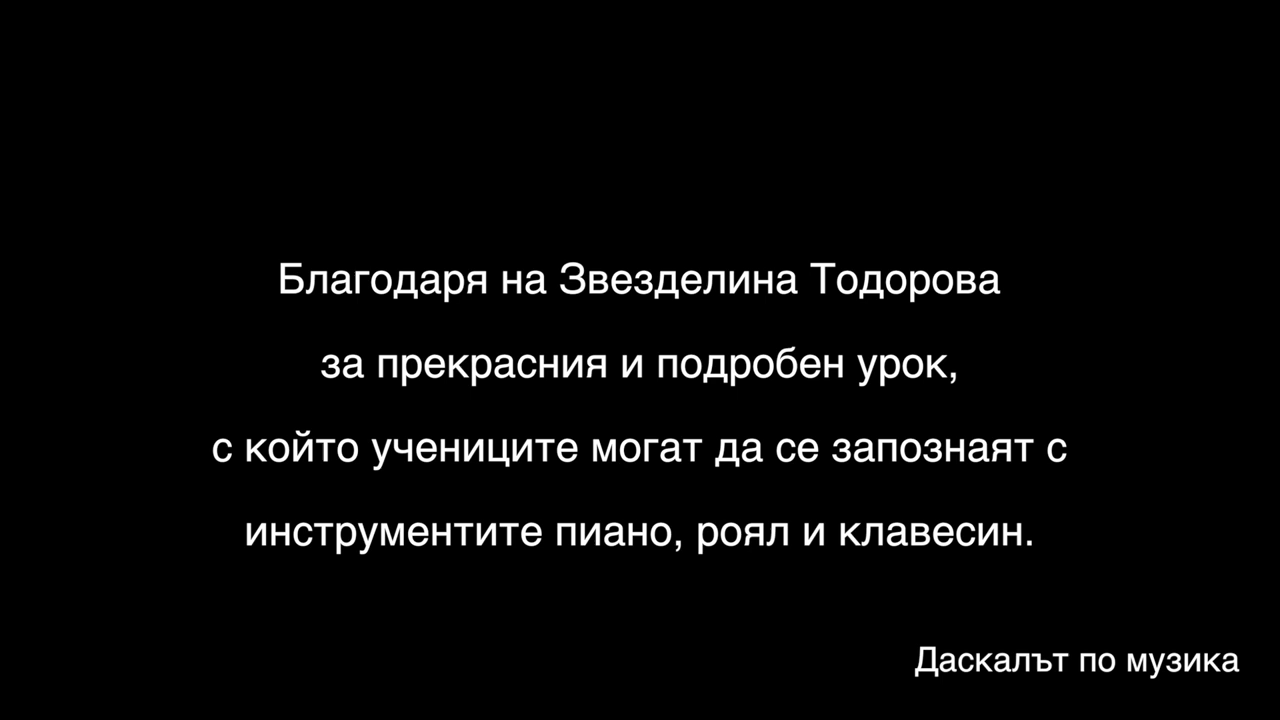 Благодаря на Звезделина Тодорова
за прекрасния и подробен урок,
с който учениците могат да се запознаят с
инструментите пиано, роял и клавесин.
Даскалът по музика